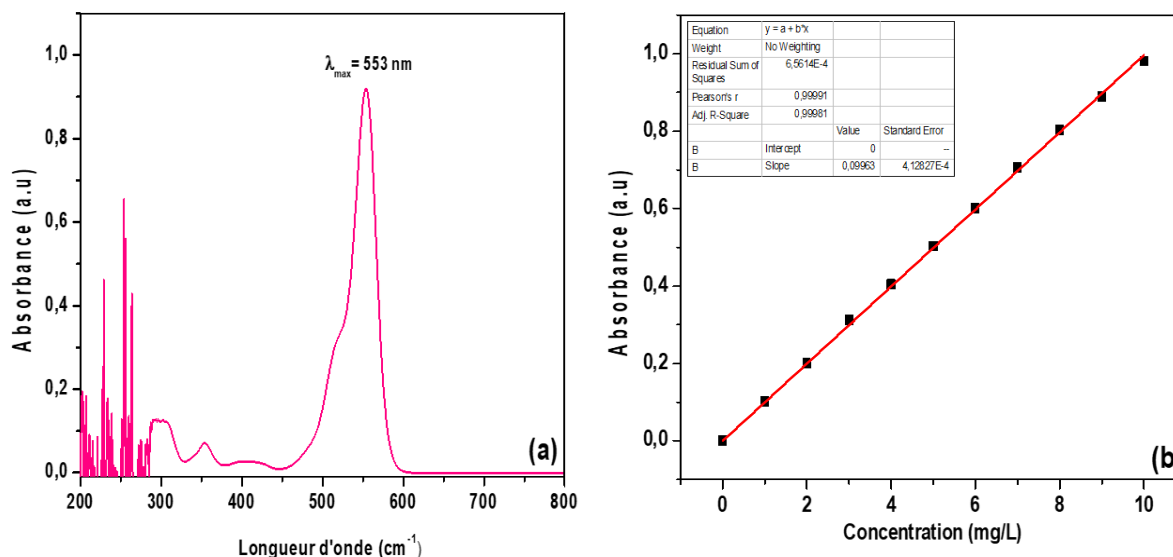 1,0
0,8
0,6
0,4
0,2
0,0
Absorbance (a.u)
λmax= 553 nm
(a)
200 300 400 500 600 700 800
Longueur d'onde (cm-1)
1,0
0,8
0,6
0,4
0,2
0,0
Absorbance (a.u)
Equation y = a + b*x
Weight No Weighting
Residual Sum of 6,5614E-4
Squares
Pearson's r 0,99991
Adj. R-Square 0,99981
Value Standard Error
B Intercept 0 --
B Slope 0,09963 4,12827E-4
(b
0 2 4 6 8 10
Concentration (mg/L)